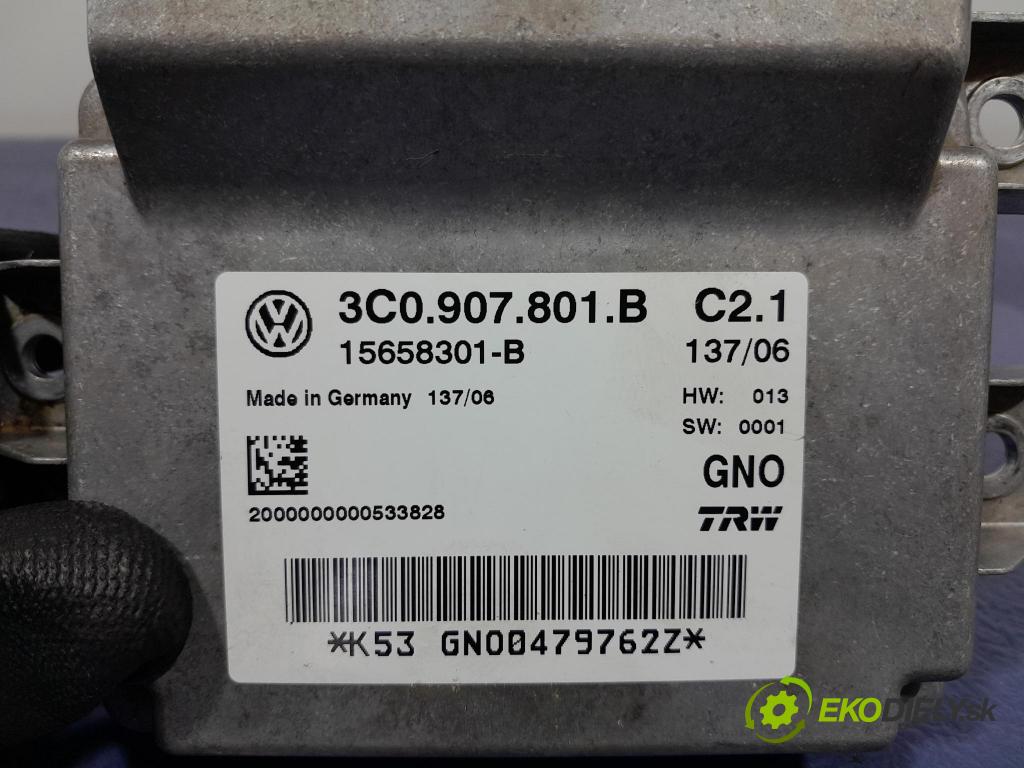 3C0.907.801.B C2.1
15658301-B 137/06
Made in Germany 137/06 HW: 013
SW: 0001
GNO
2000000000533828 TRW
*K53 GNO0479762Z*
EKODIELY.sk